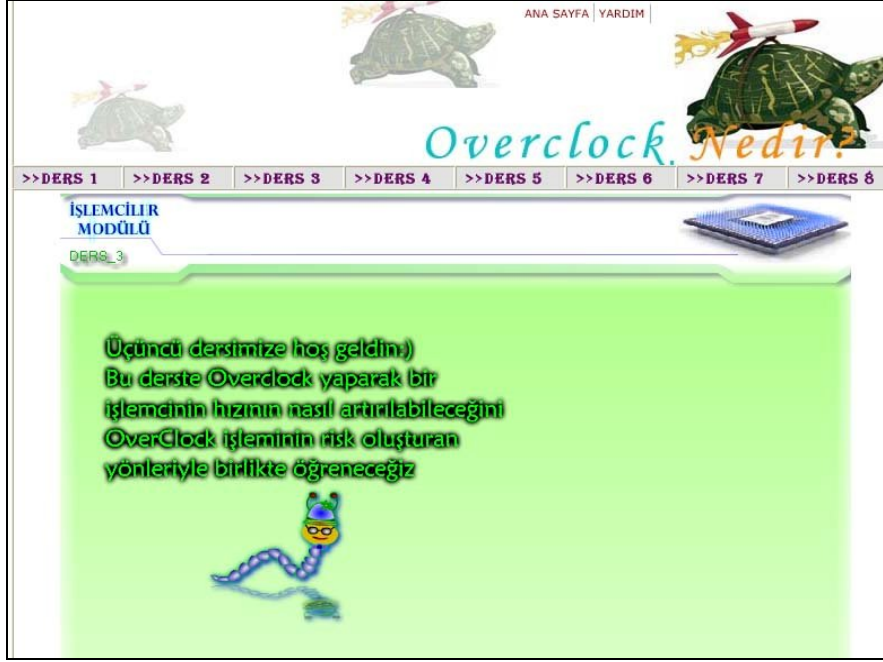 ANA SAYFA YARDIM
Overclock Nedir?
>>DERS 1 >>DERS 2 >>DERS 3 >>DERS 4 >>DERS 5 >>DERS 6 >>DERS 7 >>DERS 8
İŞLEMCİLER
MODÜLÜ
DERS_3
Üçüncü dersimize hoş geldin:)
Bu derste Overclock yaparak bir
işlemcinin hızının nasıl artırılabileceğini
OverClock işleminin risk oluşturan
yönleriyle birlikte öğreneceğiz